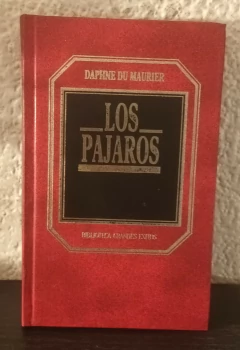 DAPHNE DU MAURIER
LOS
PAJAROS
BIBLIOTECA GRANDES EXITOS